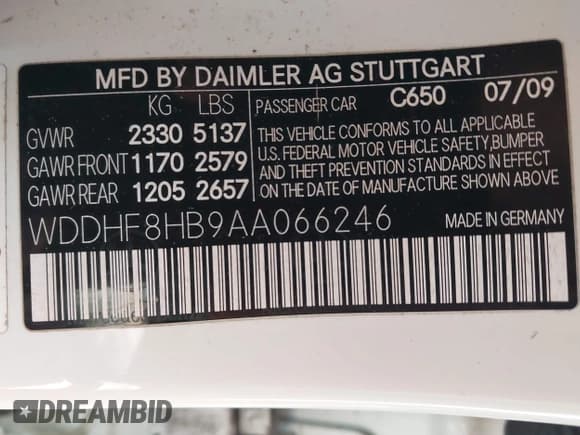 MFD BY DAIMLER AG STUTTGART
KG LBS
GVWR 2330 5137
GAWR FRONT 1170 2579
GAWR REAR 1205 2657
PASSENGER CAR C650 07/09
THIS VEHICLE CONFORMS TO ALL APPLICABLE
U.S. FEDERAL MOTOR VEHICLE SAFETY,BUMPER
AND THEFT PREVENTION STANDARDS IN EFFECT
ON THE DATE OF MANUFACTURE SHOWN ABOVE.
WDDHF8HB9AA066246 MADE IN GERMANY
DREAMBID